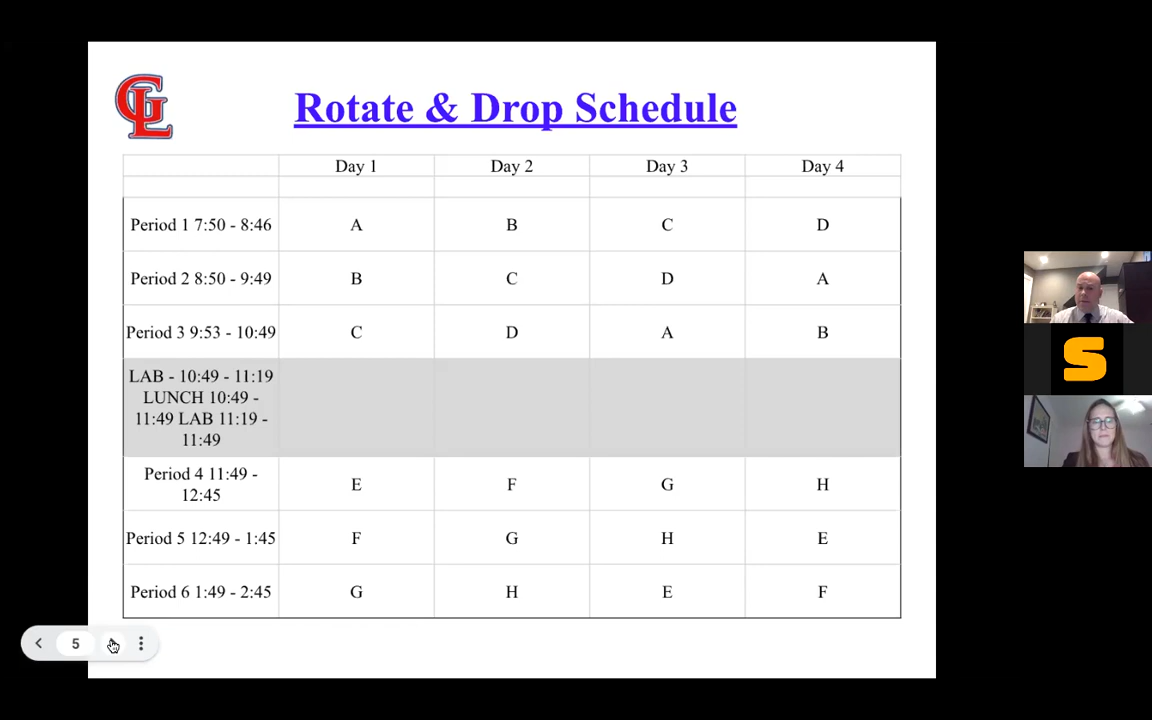 GL
Rotate & Drop Schedule
Day 1 Day 2 Day 3 Day 4
Period 1 7:50 - 8:46 A B C D
Period 2 8:50 - 9:49 B C D A
Period 3 9:53 - 10:49 C D A B
LAB - 10:49 - 11:19
LUNCH 10:49 -
11:49 LAB 11:19 -
11:49
Period 4 11:49 -
12:45 E F G H
Period 5 12:49 - 1:45 F G H E
Period 6 1:49 - 2:45 G H E F
5
S